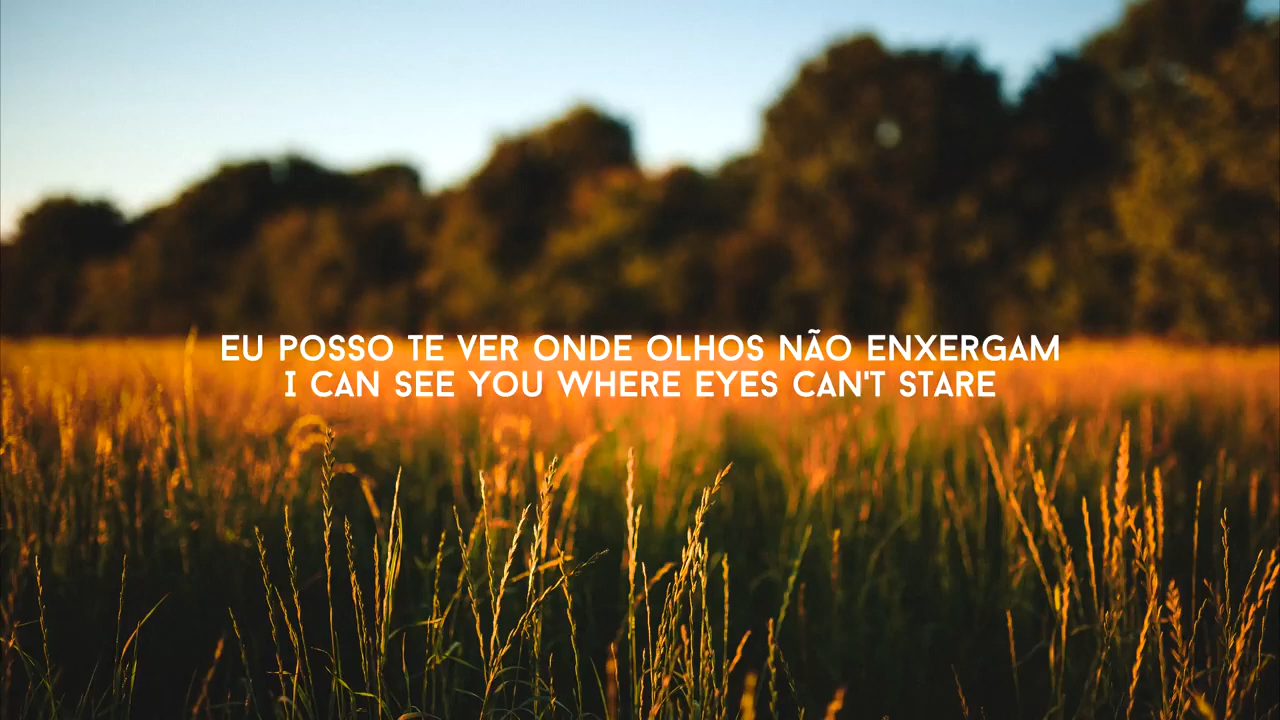 EU POSSO TE VER ONDE OLHOS NÃO ENXERGAM
I CAN SEE YOU WHERE EYES CAN'T STARE